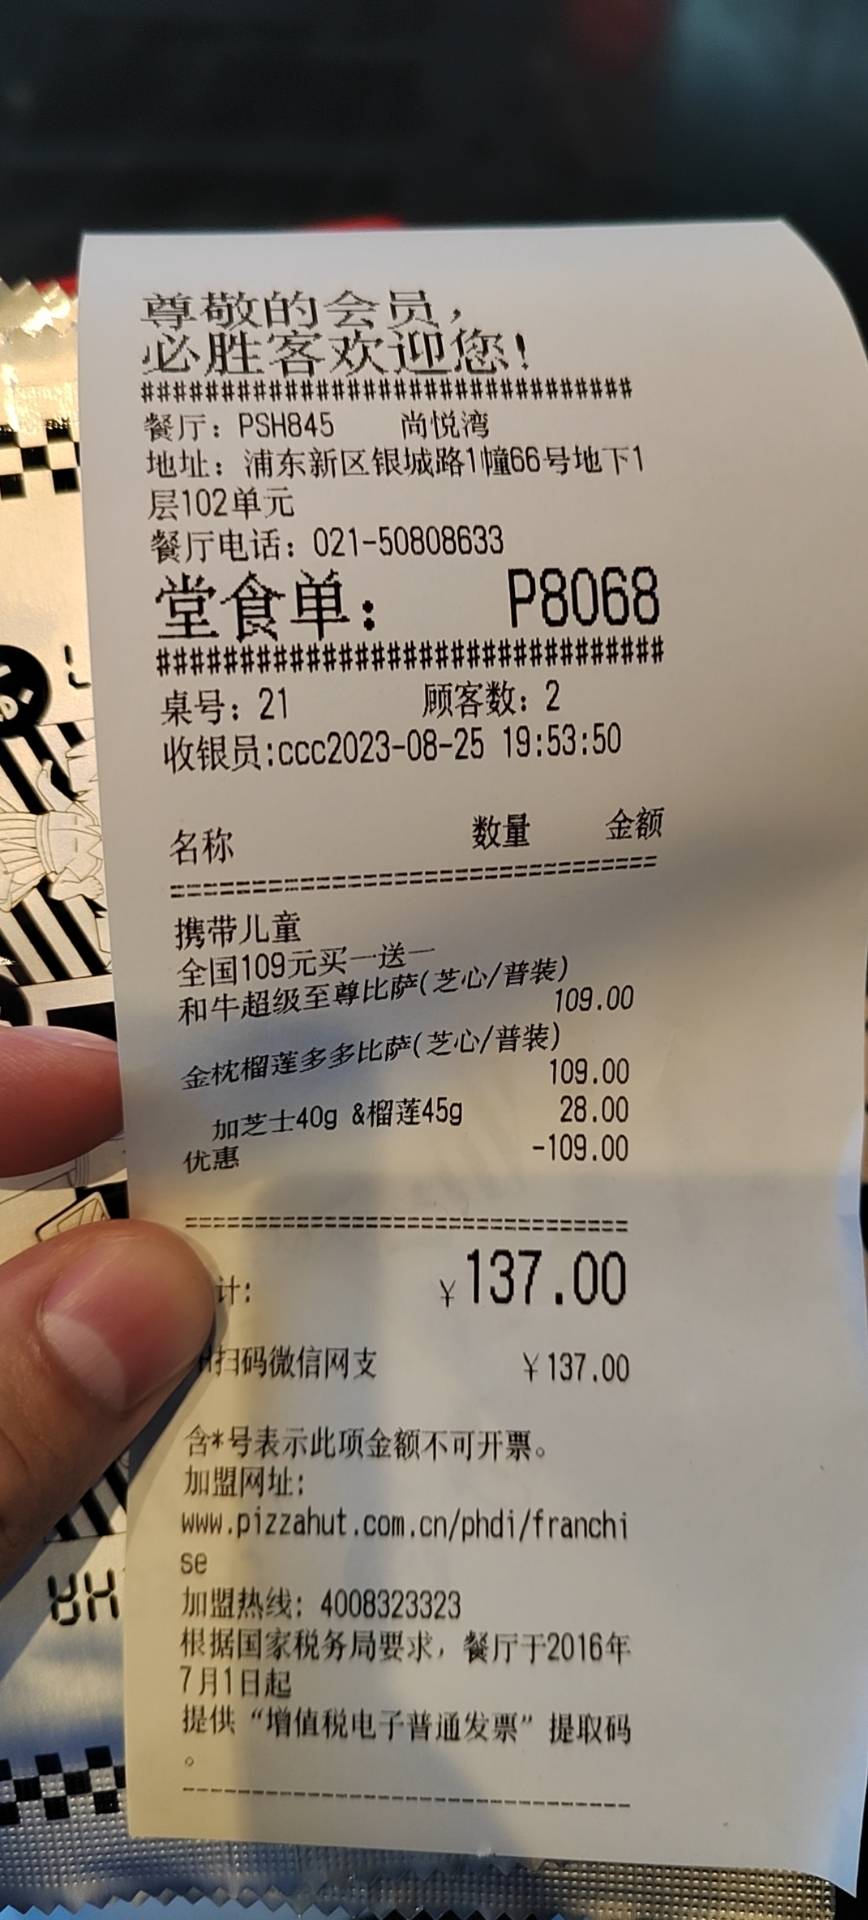 尊敬的会员，
必胜客欢迎您!
##################################
餐厅: PSH845 尚悦湾
地址: 浦东新区银城路1幢66号地下1
层102单元
餐厅电话: 021-50808633
堂食单: P8068
##################################
桌号: 21 顾客数: 2
收银员:ccc2023-08-25 19:53:50
名称 数量 金额
================================
携带儿童
全国109元买一送一
和牛超级至尊比萨(芝心/普装)
109.00
金枕榴莲多多比萨(芝心/普装)
109.00
加芝士40g &榴莲45g 28.00
优惠 -109.00
================================
计: ¥137.00
扫码微信网支 ¥137.00
含*号表示此项金额不可开票。
加盟网址:
www.pizzahut.com.cn/phdi/franchi
se
加盟热线: 4008323323
根据国家税务局要求，餐厅于2016年
7月1日起
提供“增值税电子普通发票”提取码
。
--------------------------------